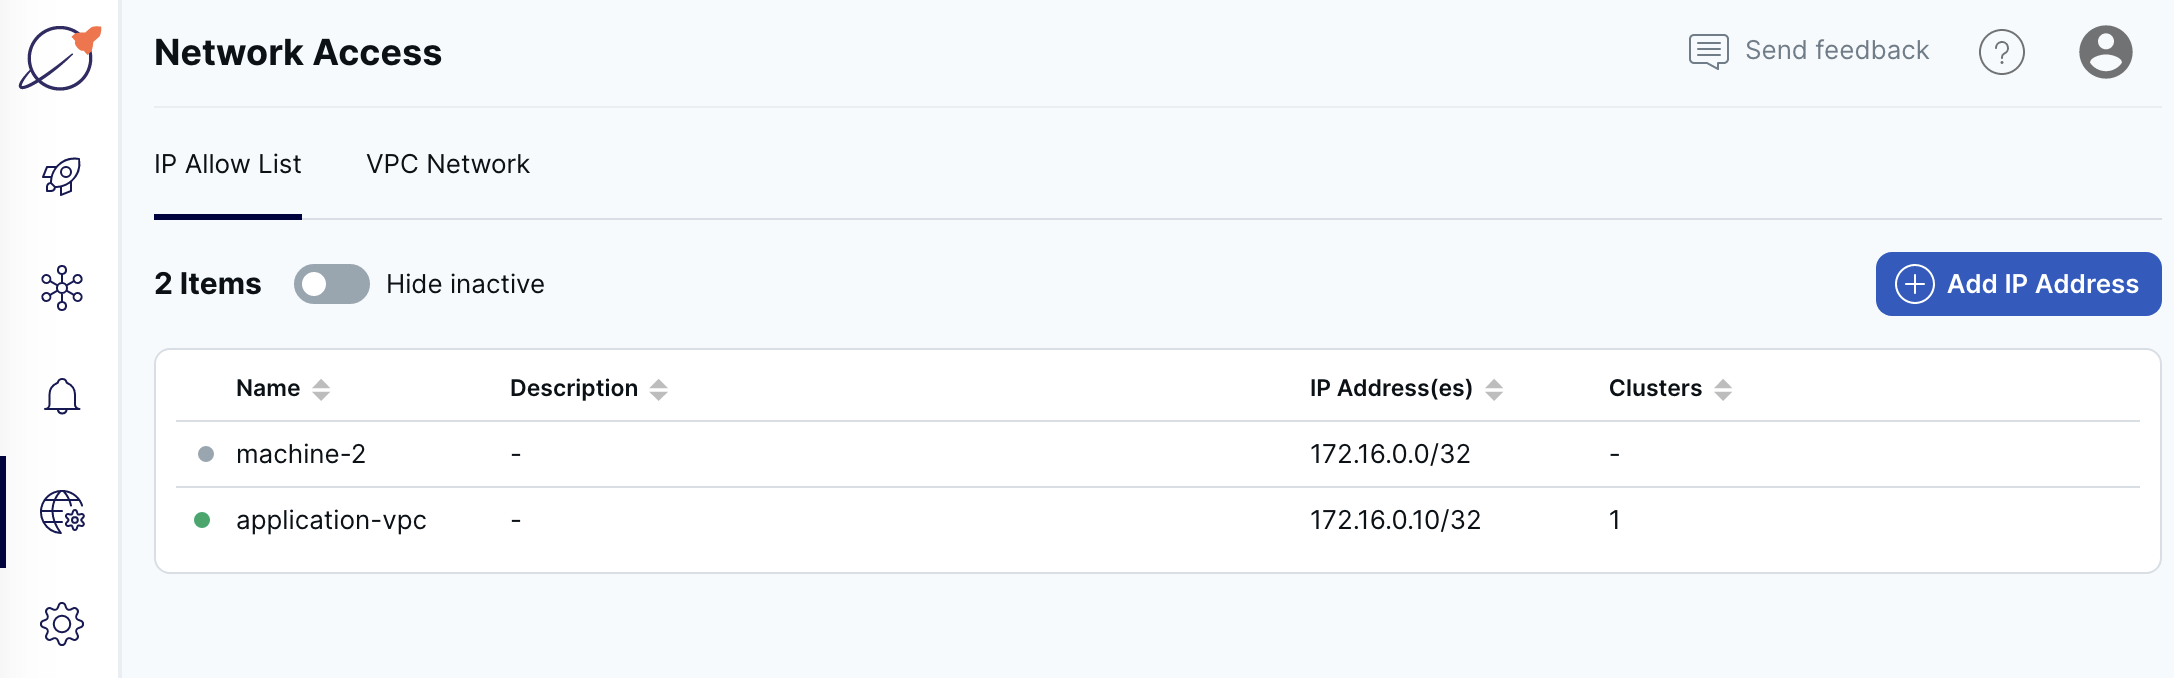 Network Access
Send feedback
?
IP Allow List
VPC Network
2 Items
Hide inactive
Add IP Address
Name Description IP Address(es) Clusters
machine-2 - 172.16.0.0/32 -
application-vpc - 172.16.0.10/32 1